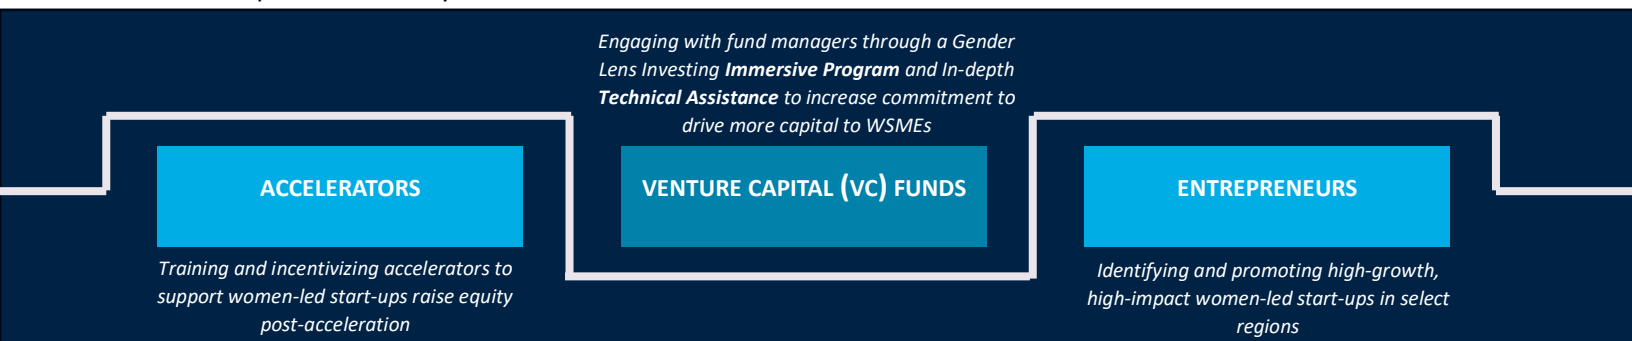 Engaging with fund managers through a Gender
Lens Investing Immersive Program and In-depth
Technical Assistance to increase commitment to
drive more capital to WSMEs
ACCELERATORS
VENTURE CAPITAL (VC) FUNDS
ENTREPRENEURS
Training and incentivizing accelerators to
support women-led start-ups raise equity
post-acceleration
Identifying and promoting high-growth,
high-impact women-led start-ups in select
regions